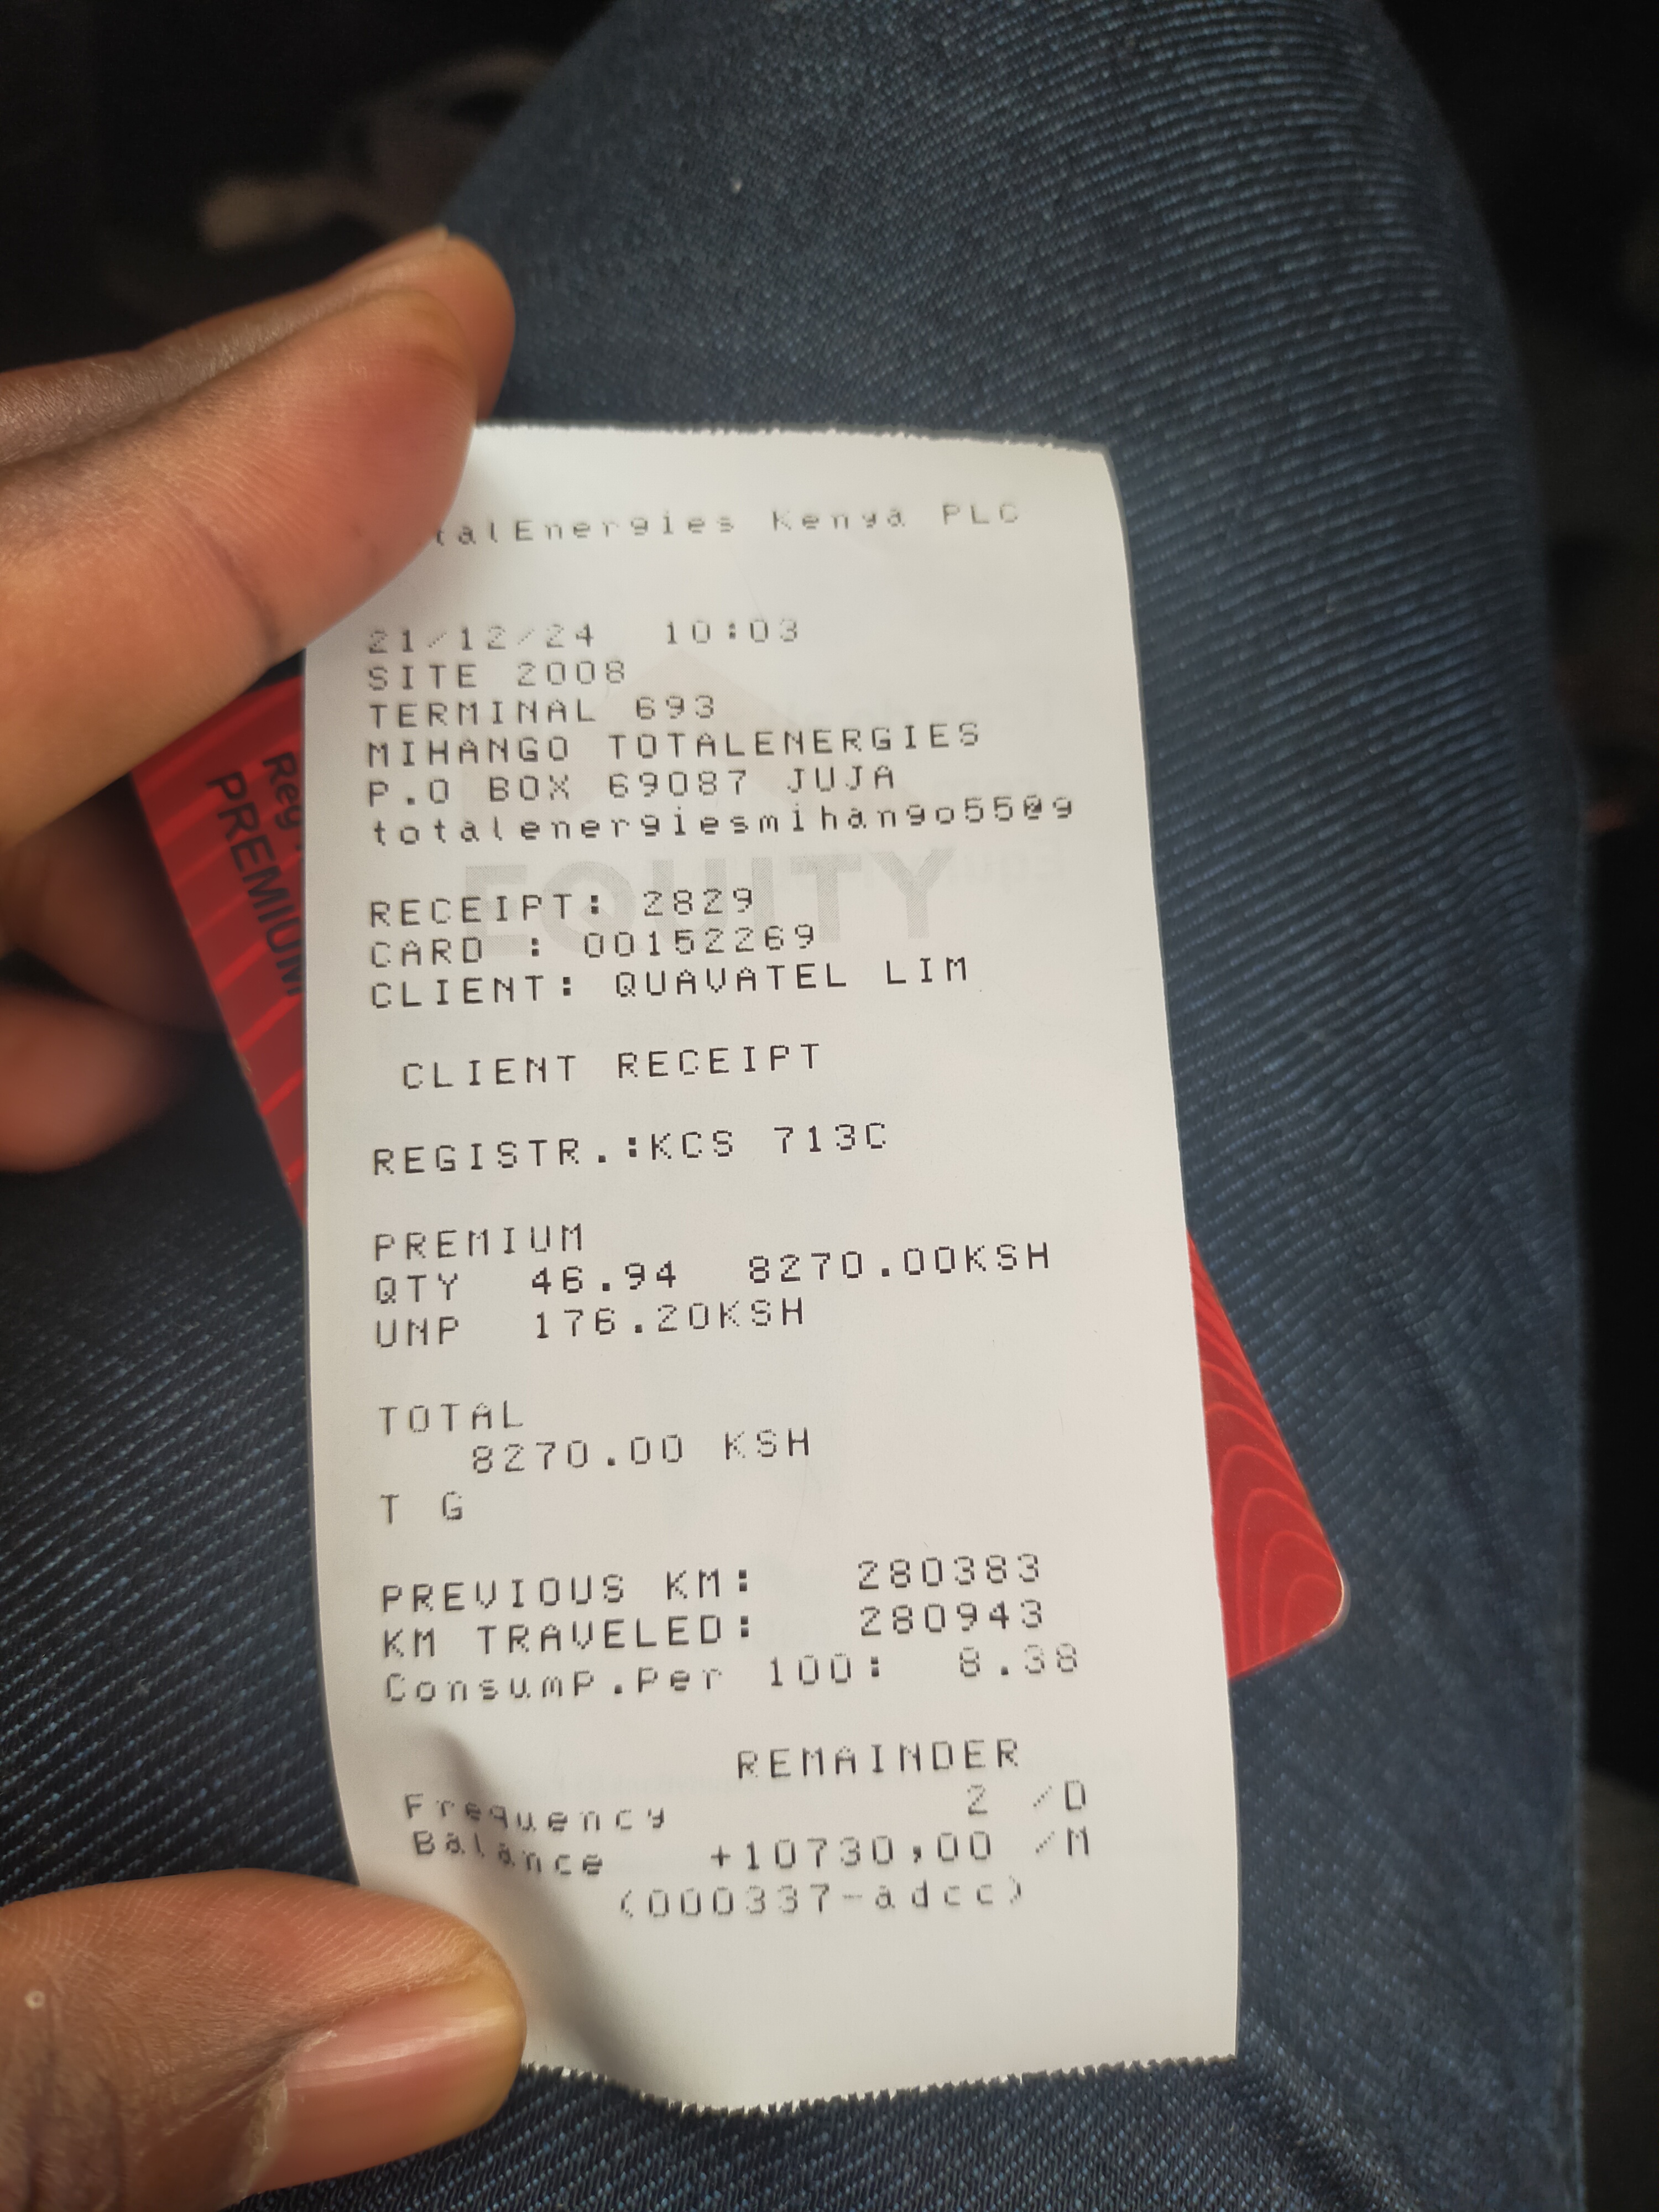 talEnergies Kenya PLC
21/12/24 10:03
SITE 2008
TERMINAL 693
MIHANGO TOTALENERGIES
P.O BOX 69087 JUJA
totalenergiesmihango55@g
EQUITY
RECEIPT: 2829
CARD : 00152269
CLIENT: QUAVATEL LIM
CLIENT RECEIPT
REGISTR.:KCS 713C
PREMIUM
QTY 46.94 8270.00KSH
UNP 176.20KSH
TOTAL
8270.00 KSH
T G
PREVIOUS KM: 280383
KM TRAVELED: 280943
Consump.Per 100: 8.38
REMAINDER
Frequency 2 /D
Balance +10730,00 /M
(000337-adcc)
Reg
PREMIUM